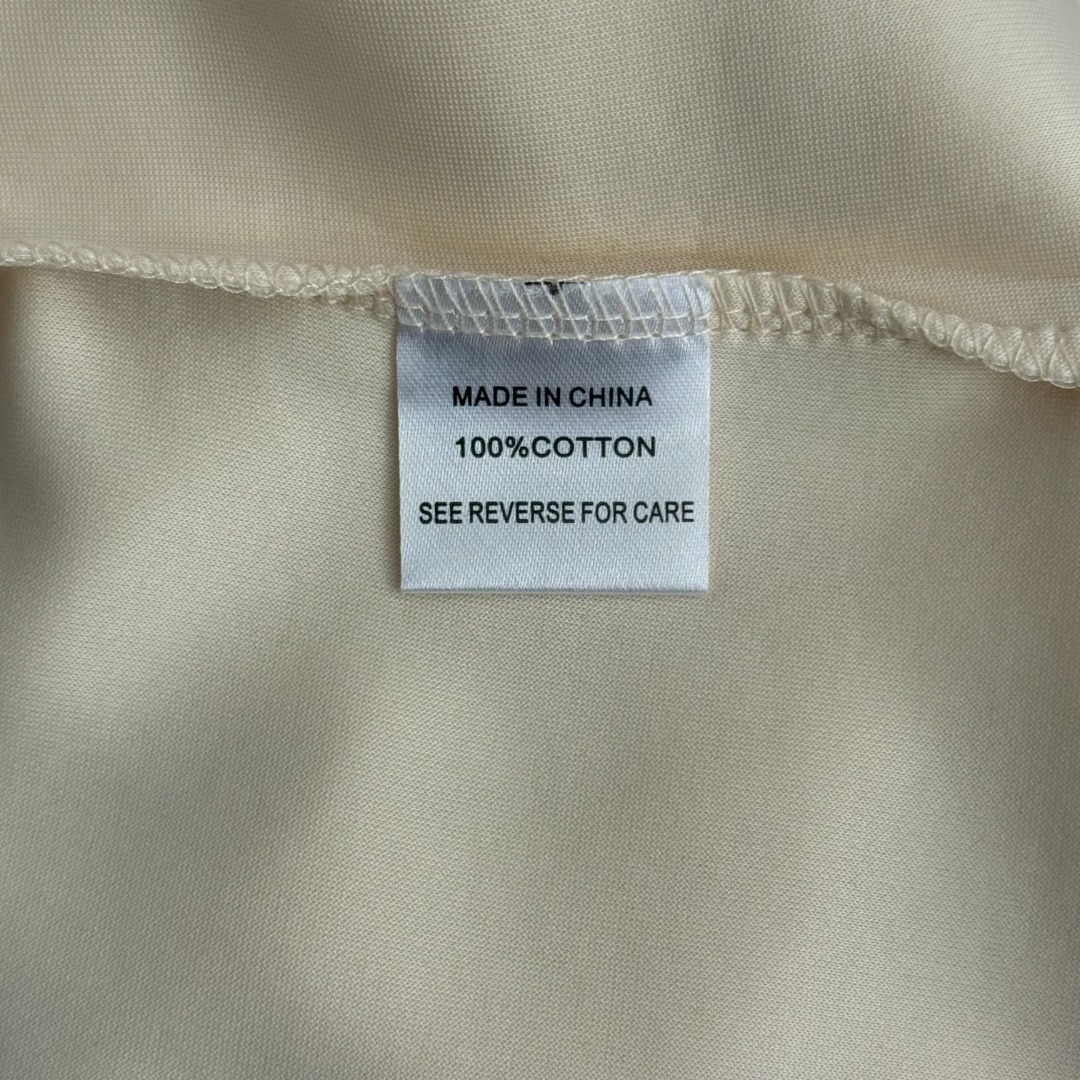 MADE IN CHINA
100%COTTON
SEE REVERSE FOR CARE